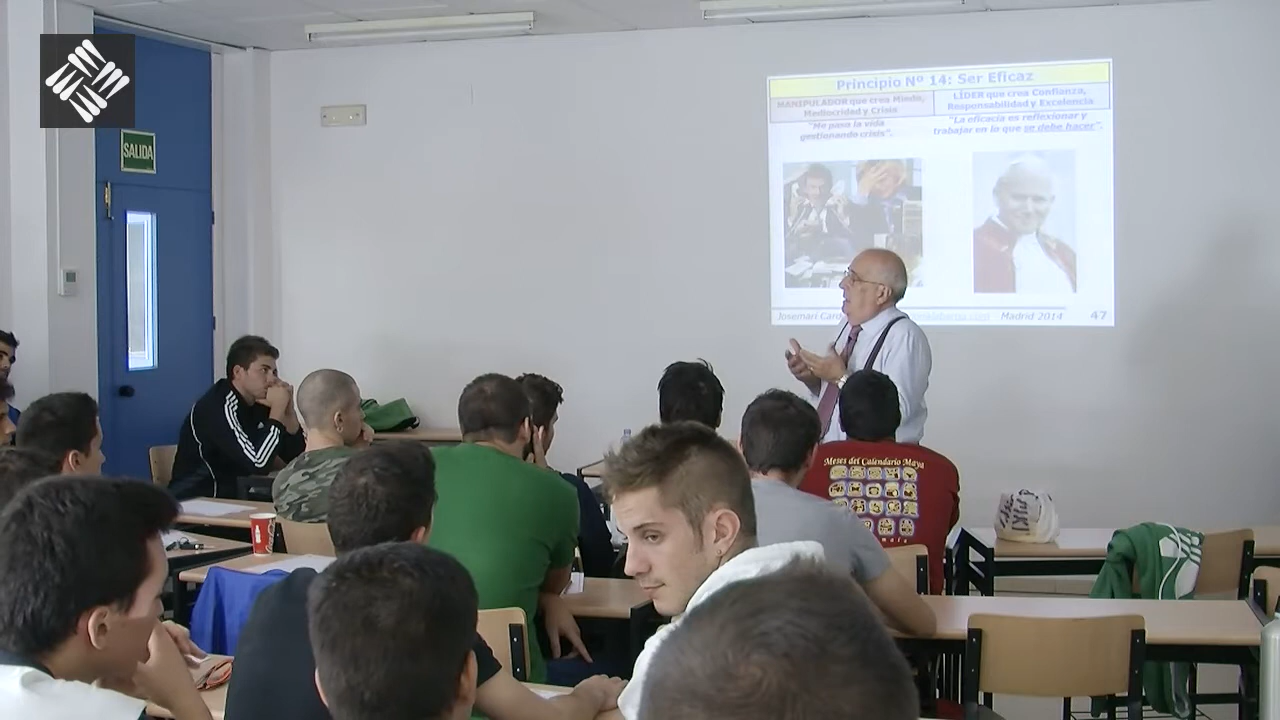 SALIDA
Principio Nº 14: Ser Eficaz
MANIPULADOR que crea Miedo,
Mediocridad y Crisis
LÍDER que crea Confianza,
Responsabilidad y Excelencia
"Me paso la vida
gestionando crisis".
"La eficacia es reflexionar y
trabajar en lo que se debe hacer".
Josemari Madrid 2014 47
Meses del Calendario Maya